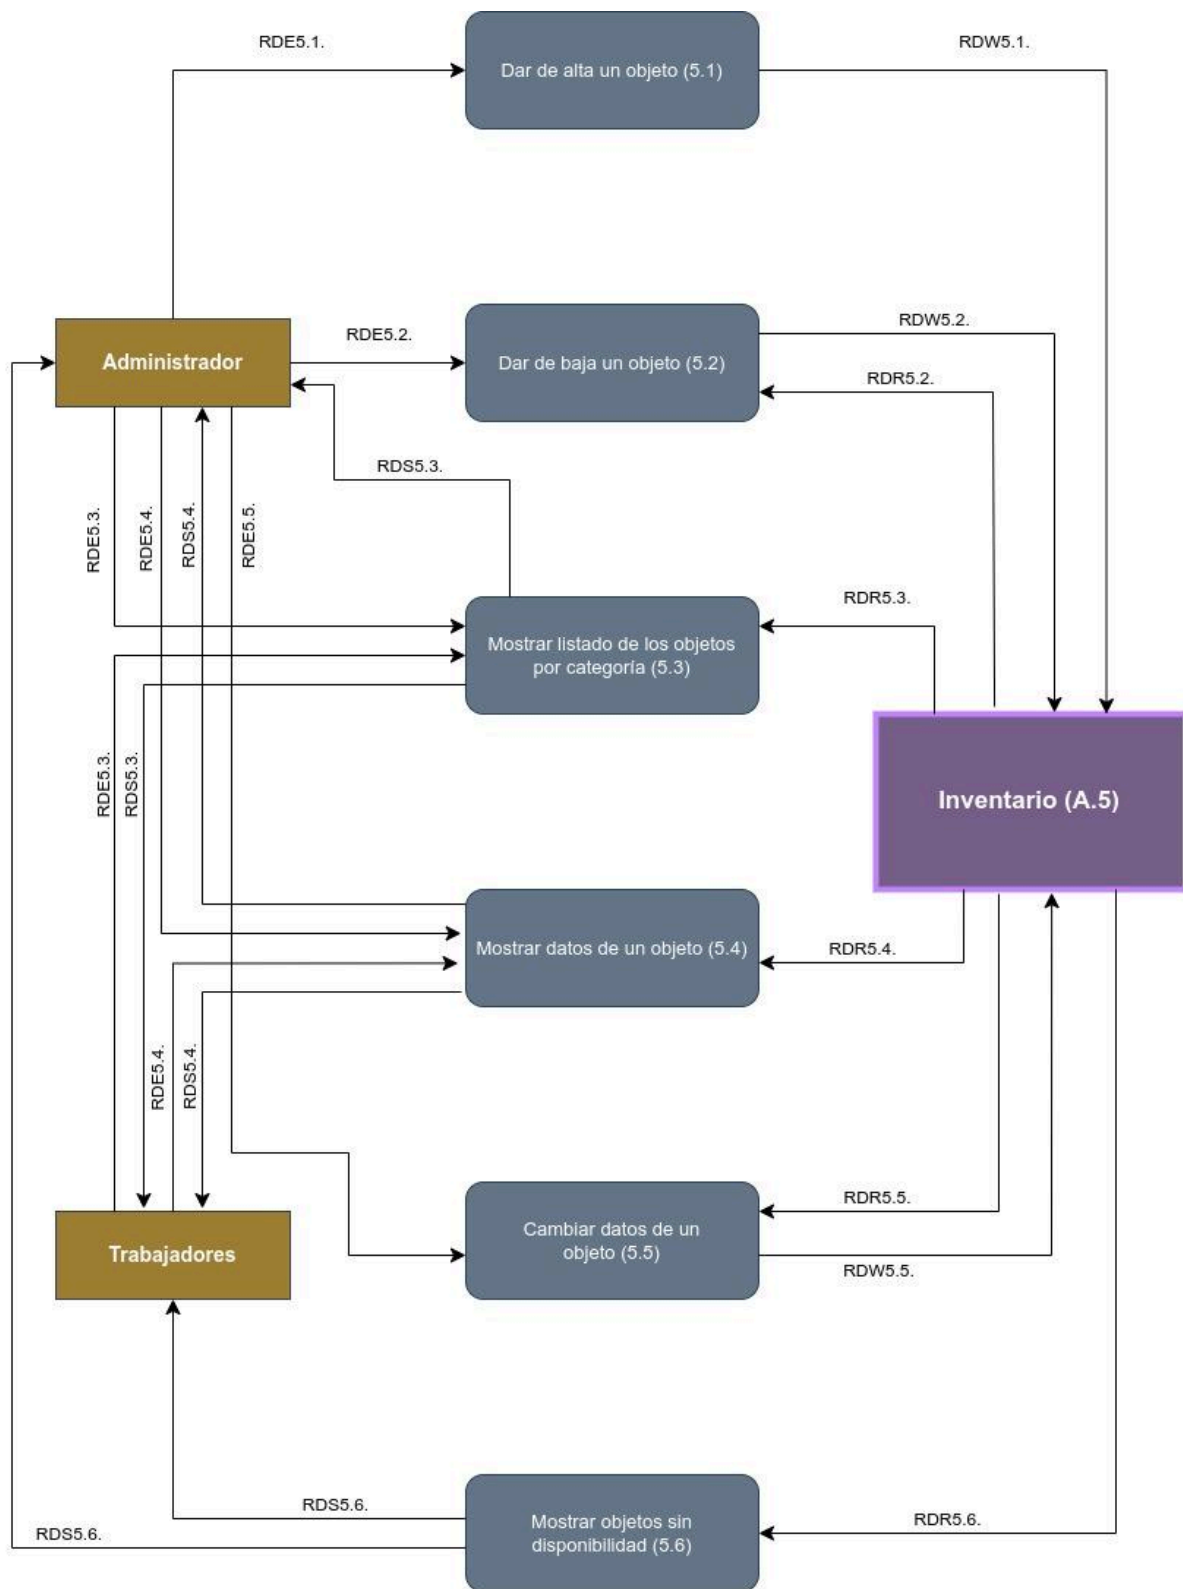 RDE5.1.
Dar de alta un objeto (5.1)
RDW5.1.
Administrador
RDE5.2.
Dar de baja un objeto (5.2)
RDW5.2.
RDR5.2.
RDS5.3.
RDE5.3.
RDE5.4.
RDS5.4.
RDE5.5.
Mostrar listado de los objetos
por categoría (5.3)
RDR5.3.
RDE5.3.
RDS5.3.
Inventario (A.5)
Mostrar datos de un objeto (5.4)
RDR5.4.
RDE5.4.
RDS5.4.
Trabajadores
Cambiar datos de un
objeto (5.5)
RDR5.5.
RDW5.5.
RDS5.6.
RDS5.6.
Mostrar objetos sin
disponibilidad (5.6)
RDR5.6.